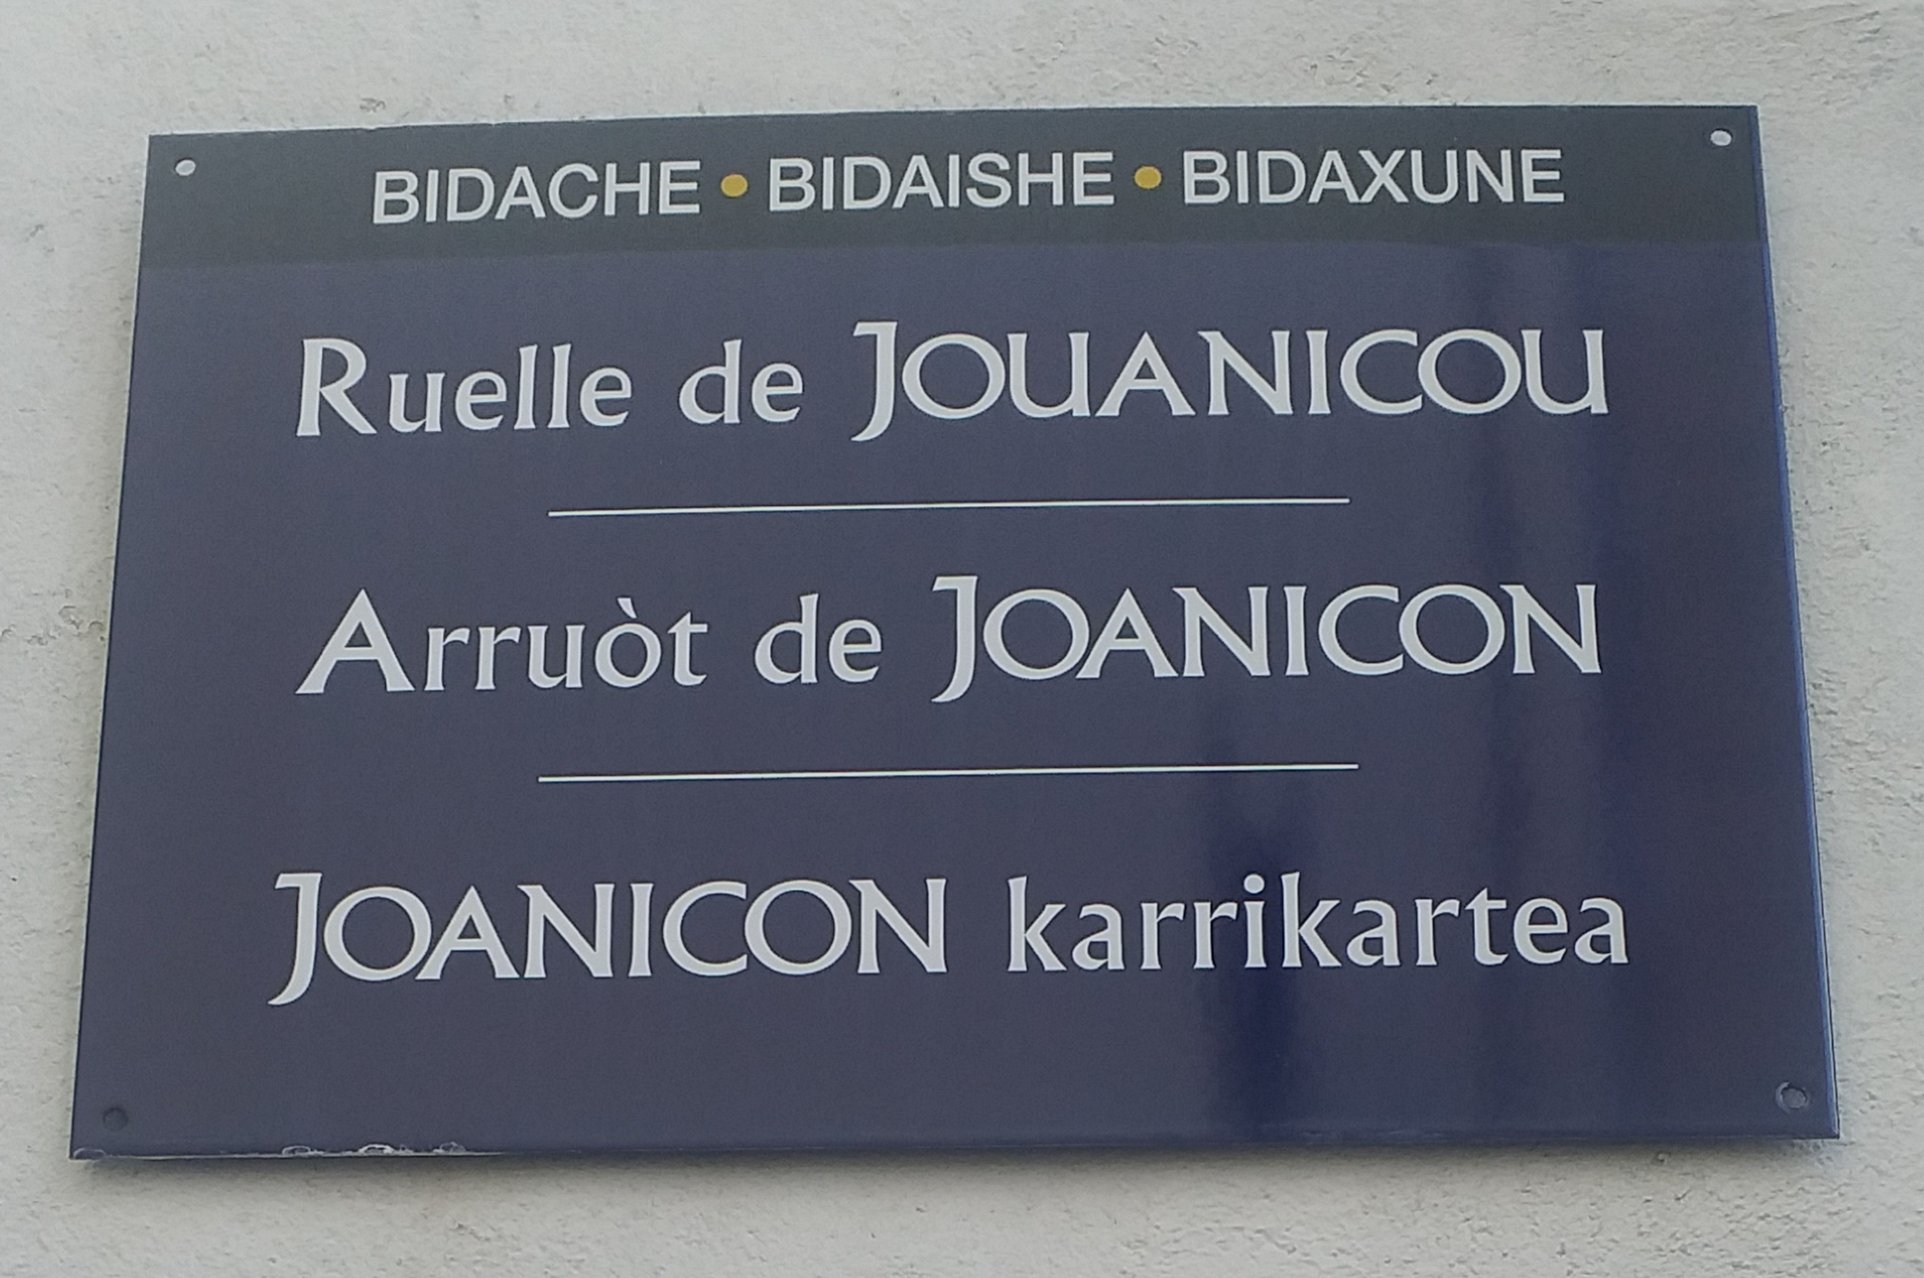 BIDACHE • BIDAISHE • BIDAXUNE
Ruelle de JOUANICOU
Arruòt de JOANICON
JOANICON karrikartea